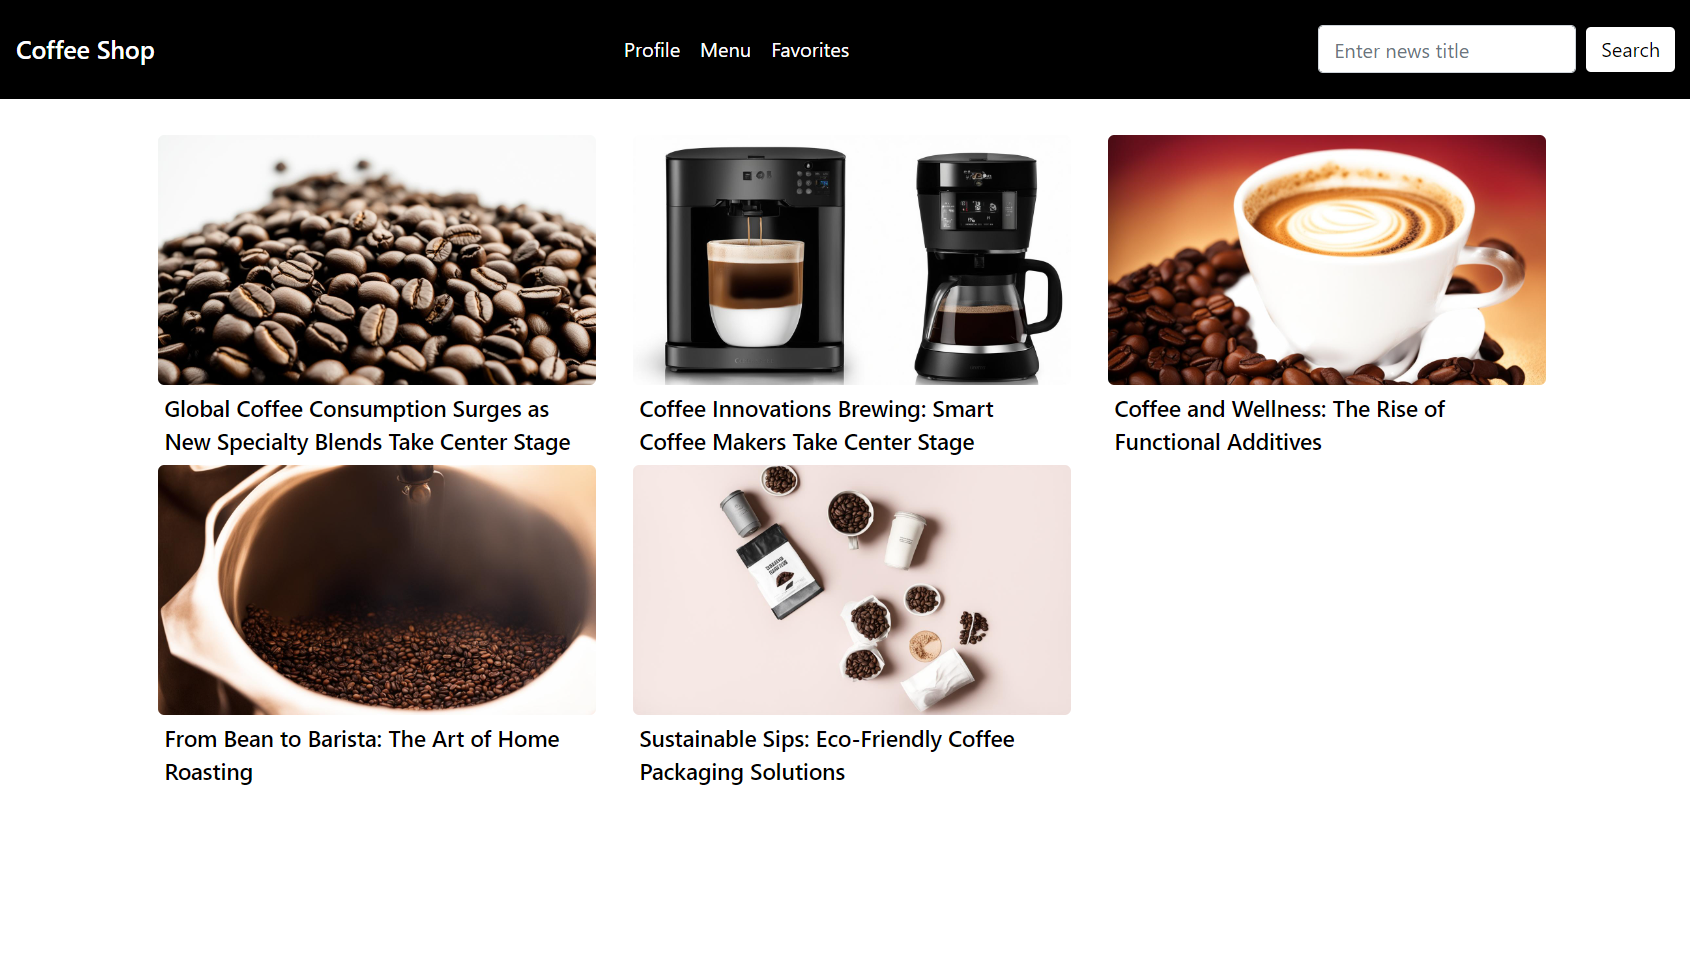 Coffee Shop
Profile
Menu
Favorites
Enter news title
Search
Global Coffee Consumption Surges as
New Specialty Blends Take Center Stage
Coffee Innovations Brewing: Smart
Coffee Makers Take Center Stage
Coffee and Wellness: The Rise of
Functional Additives
From Bean to Barista: The Art of Home
Roasting
Sustainable Sips: Eco-Friendly Coffee
Packaging Solutions